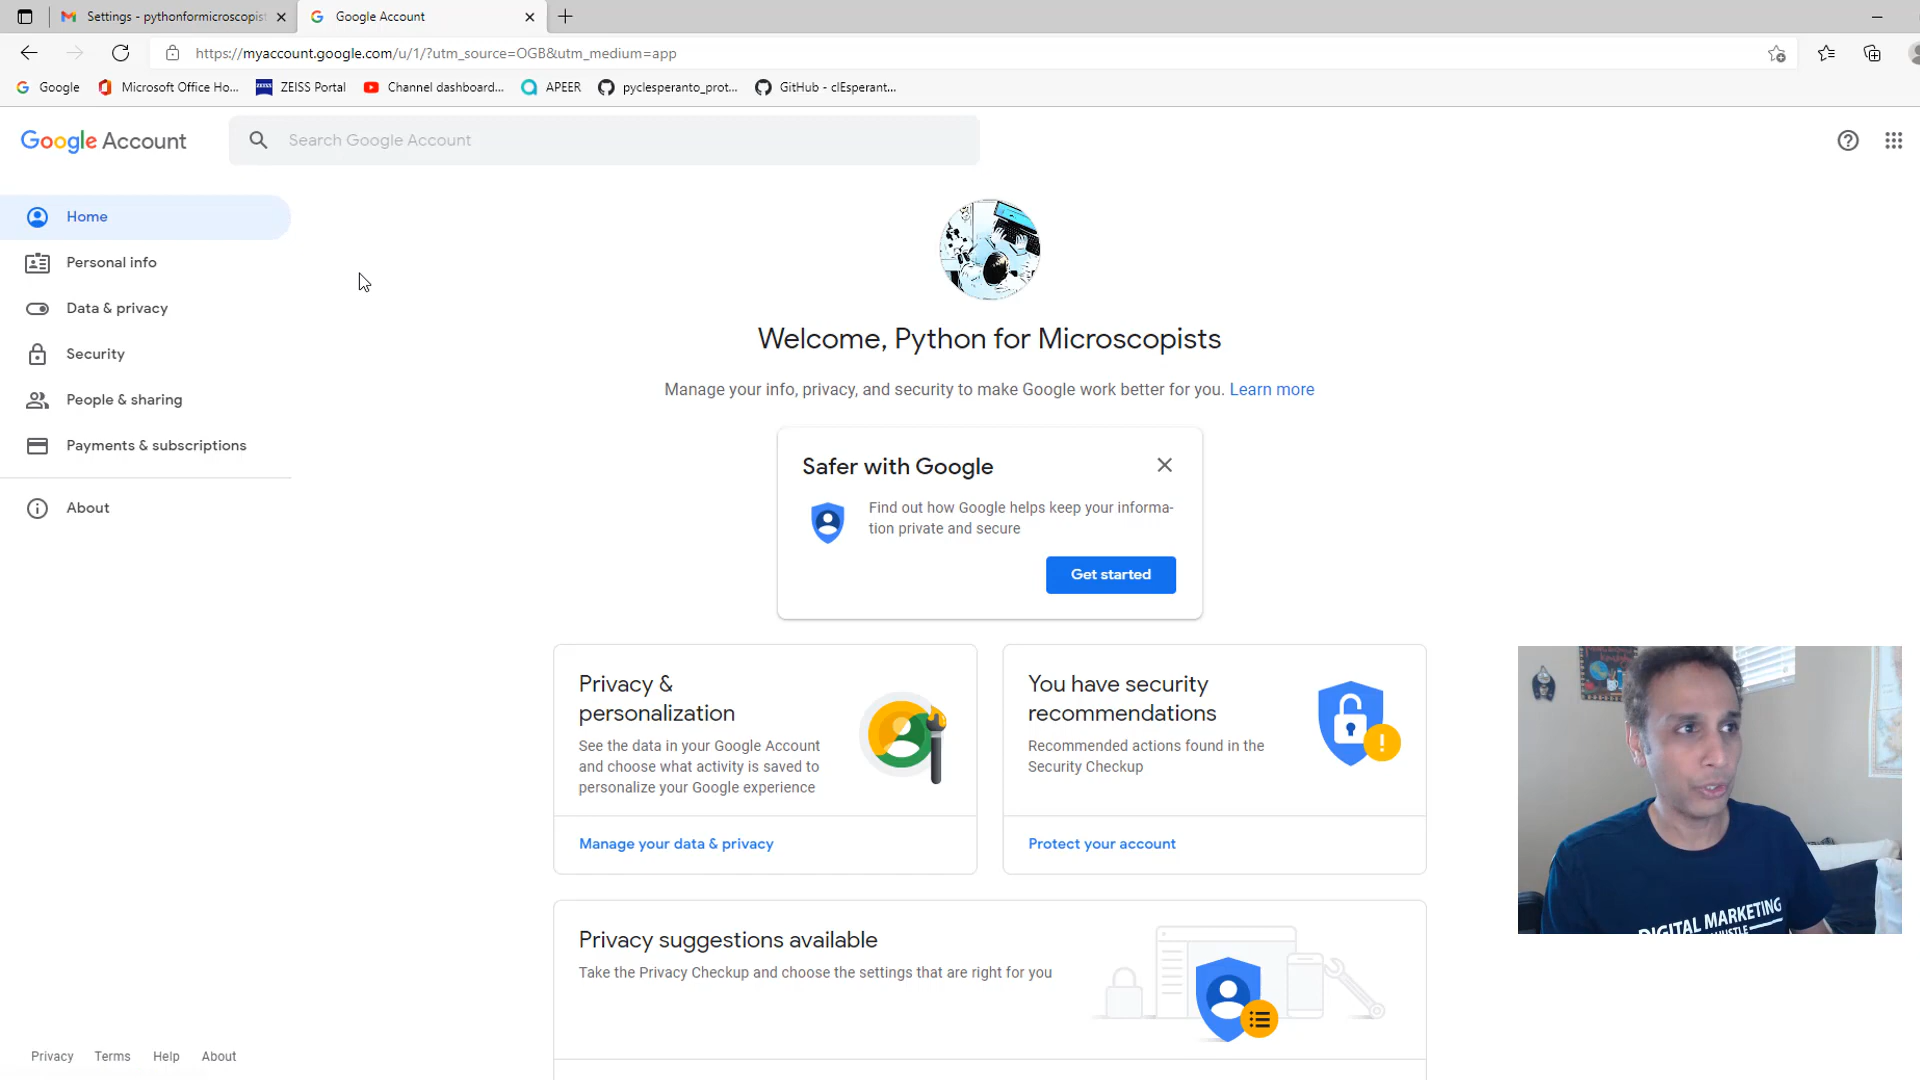 Settings - pythonformicroscopist
Google Account
https://myaccount.google.com/u/1/?utm_source=OGB&utm_medium=app
Google
Microsoft Office Ho...
ZEISS Portal
Channel dashboard...
APEER
pyclesperanto_prot...
GitHub - clEsperant...
Google Account
Search Google Account
Home
Personal info
Data & privacy
Security
People & sharing
Payments & subscriptions
About
Welcome, Python for Microscopists
Manage your info, privacy, and security to make Google work better for you. Learn more
Safer with Google
Find out how Google helps keep your informa-
tion private and secure
Get started
Privacy &
personalization
See the data in your Google Account
and choose what activity is saved to
personalize your Google experience
Manage your data & privacy
You have security
recommendations
Recommended actions found in the
Security Checkup
Protect your account
Privacy suggestions available
Take the Privacy Checkup and choose the settings that are right for you
DIGITAL MARKETING
HUSTLE
Privacy
Terms
Help
About